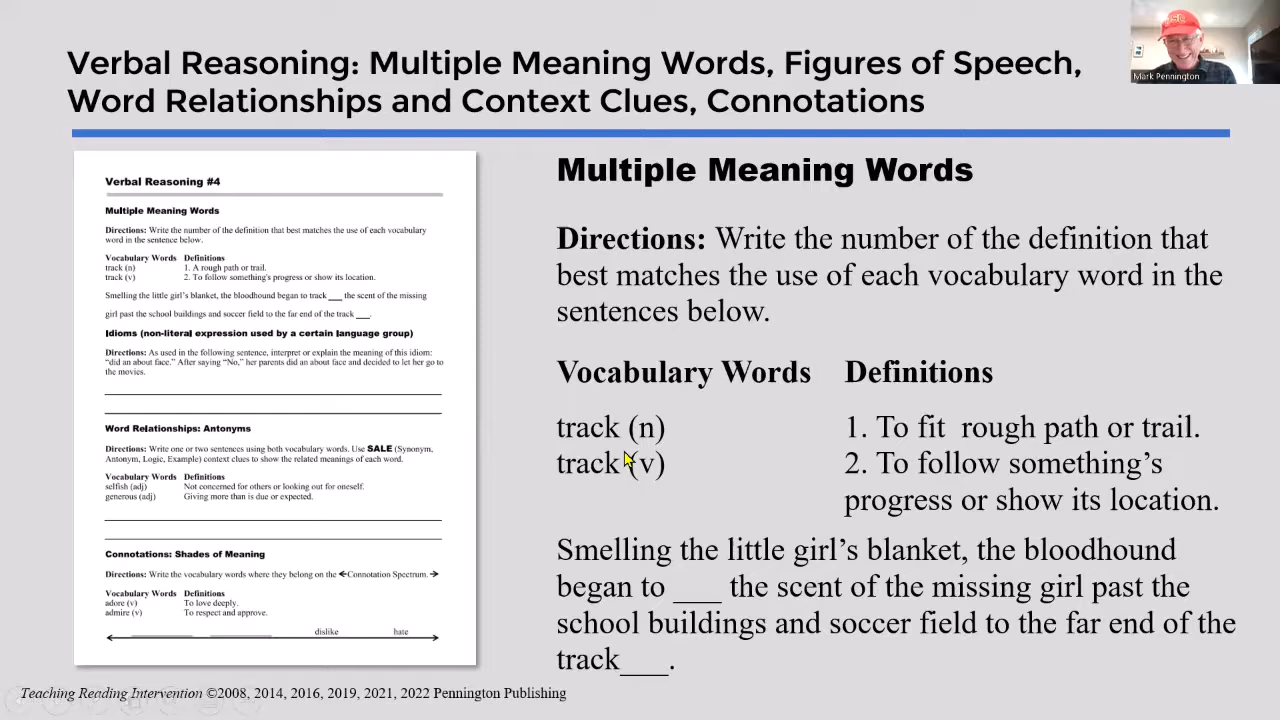 Verbal Reasoning: Multiple Meaning Words, Figures of Speech,
Word Relationships and Context Clues, Connotations
Mark Pennington
Verbal Reasoning #4
Multiple Meaning Words
Directions: Write the number of the definition that best matches the use of each vocabulary
word in the sentence below.
Vocabulary Words Definitions
track (n) 1. A rough path or trail.
track (v) 2. To follow something's progress or show its location.
Smelling the little girl's blanket, the bloodhound began to track ___ the scent of the missing
girl past the school buildings and soccer field to the far end of the track ___.
Idioms (non-literal expression used by a certain language group)
Directions: As used in the following sentence, interpret or explain the meaning of this idiom:
“did an about face.” After saying “No,” her parents did an about face and decided to let her go to
the movies.
Word Relationships: Antonyms
Directions: Write one or two sentences using both vocabulary words. Use SALE (Synonym,
Antonym, Logic, Example) context clues to show the related meanings of each word.
Vocabulary Words Definitions
selfish (adj) Not concerned for others or looking out for oneself.
generous (adj) Giving more than is due or expected.
Connotations: Shades of Meaning
Directions: Write the vocabulary words where they belong on the ←Connotation Spectrum. →
Vocabulary Words Definitions
adore (v) To love deeply.
admire (v) To respect and approve.
dislike hate
Multiple Meaning Words
Directions: Write the number of the definition that
best matches the use of each vocabulary word in the
sentences below.
Vocabulary Words Definitions
track (n) 1. To fit rough path or trail.
track (v) 2. To follow something's
progress or show its location.
Smelling the little girl's blanket, the bloodhound
began to ___ the scent of the missing girl past the
school buildings and soccer field to the far end of the
track___.
Teaching Reading Intervention ©2008, 2014, 2016, 2019, 2021, 2022 Pennington Publishing